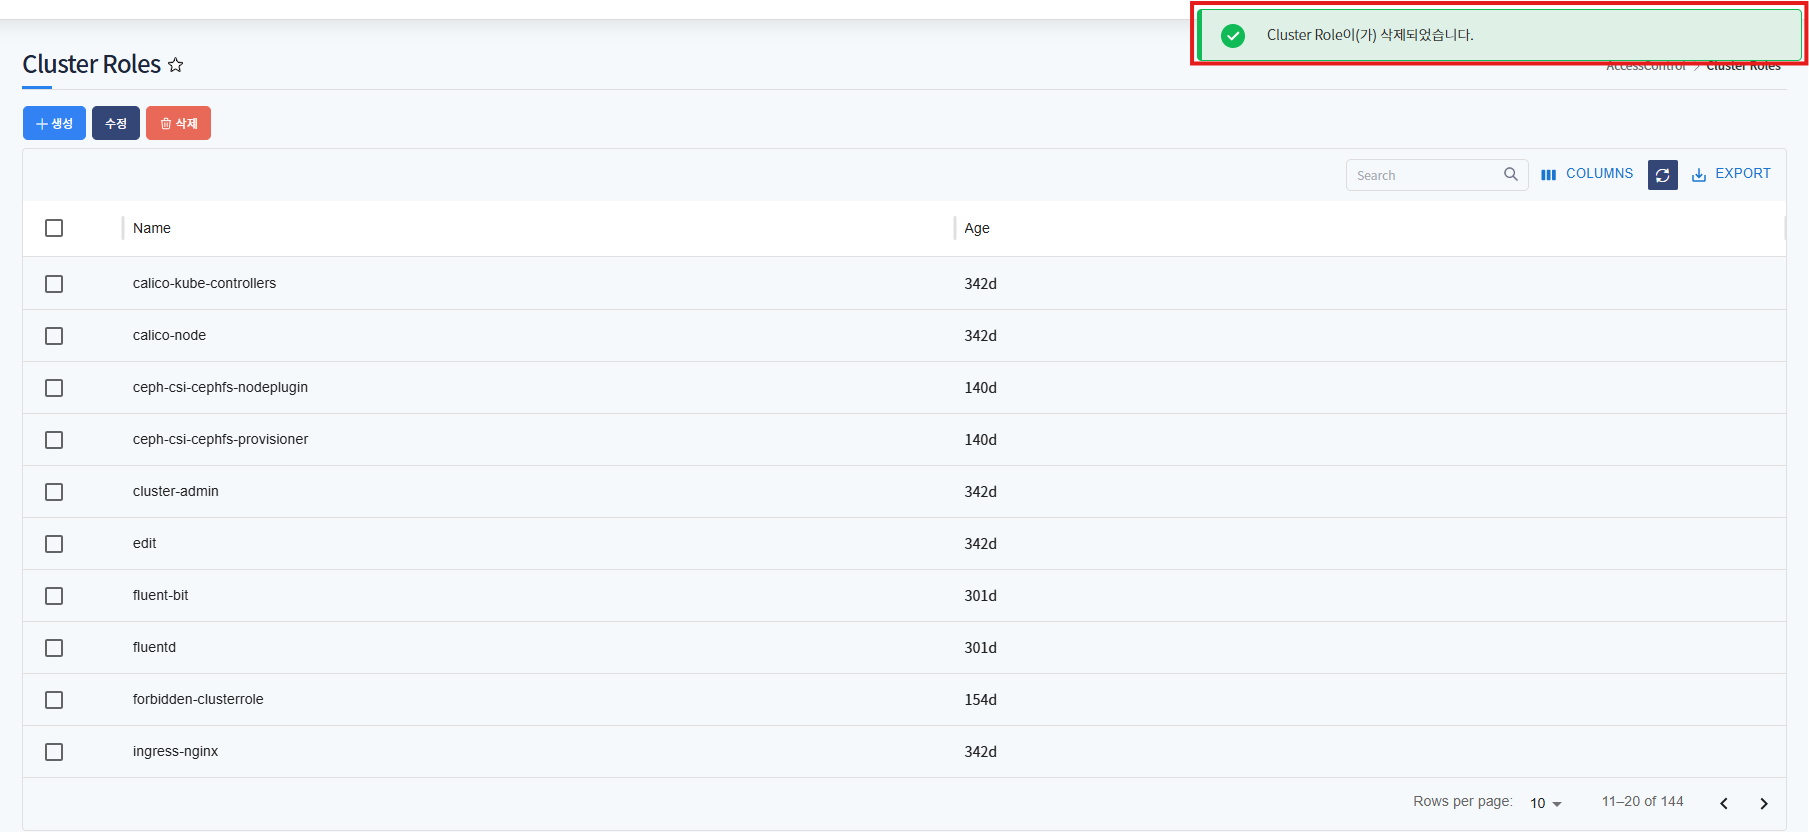 Cluster Role이(가) 삭제되었습니다.
Cluster Roles
AccessControl > Cluster Roles
생성
수정
삭제
Search
COLUMNS
EXPORT
Name Age
calico-kube-controllers 342d
calico-node 342d
ceph-csi-cephfs-nodeplugin 140d
ceph-csi-cephfs-provisioner 140d
cluster-admin 342d
edit 342d
fluent-bit 301d
fluentd 301d
forbidden-clusterrole 154d
ingress-nginx 342d
Rows per page: 10 11–20 of 144